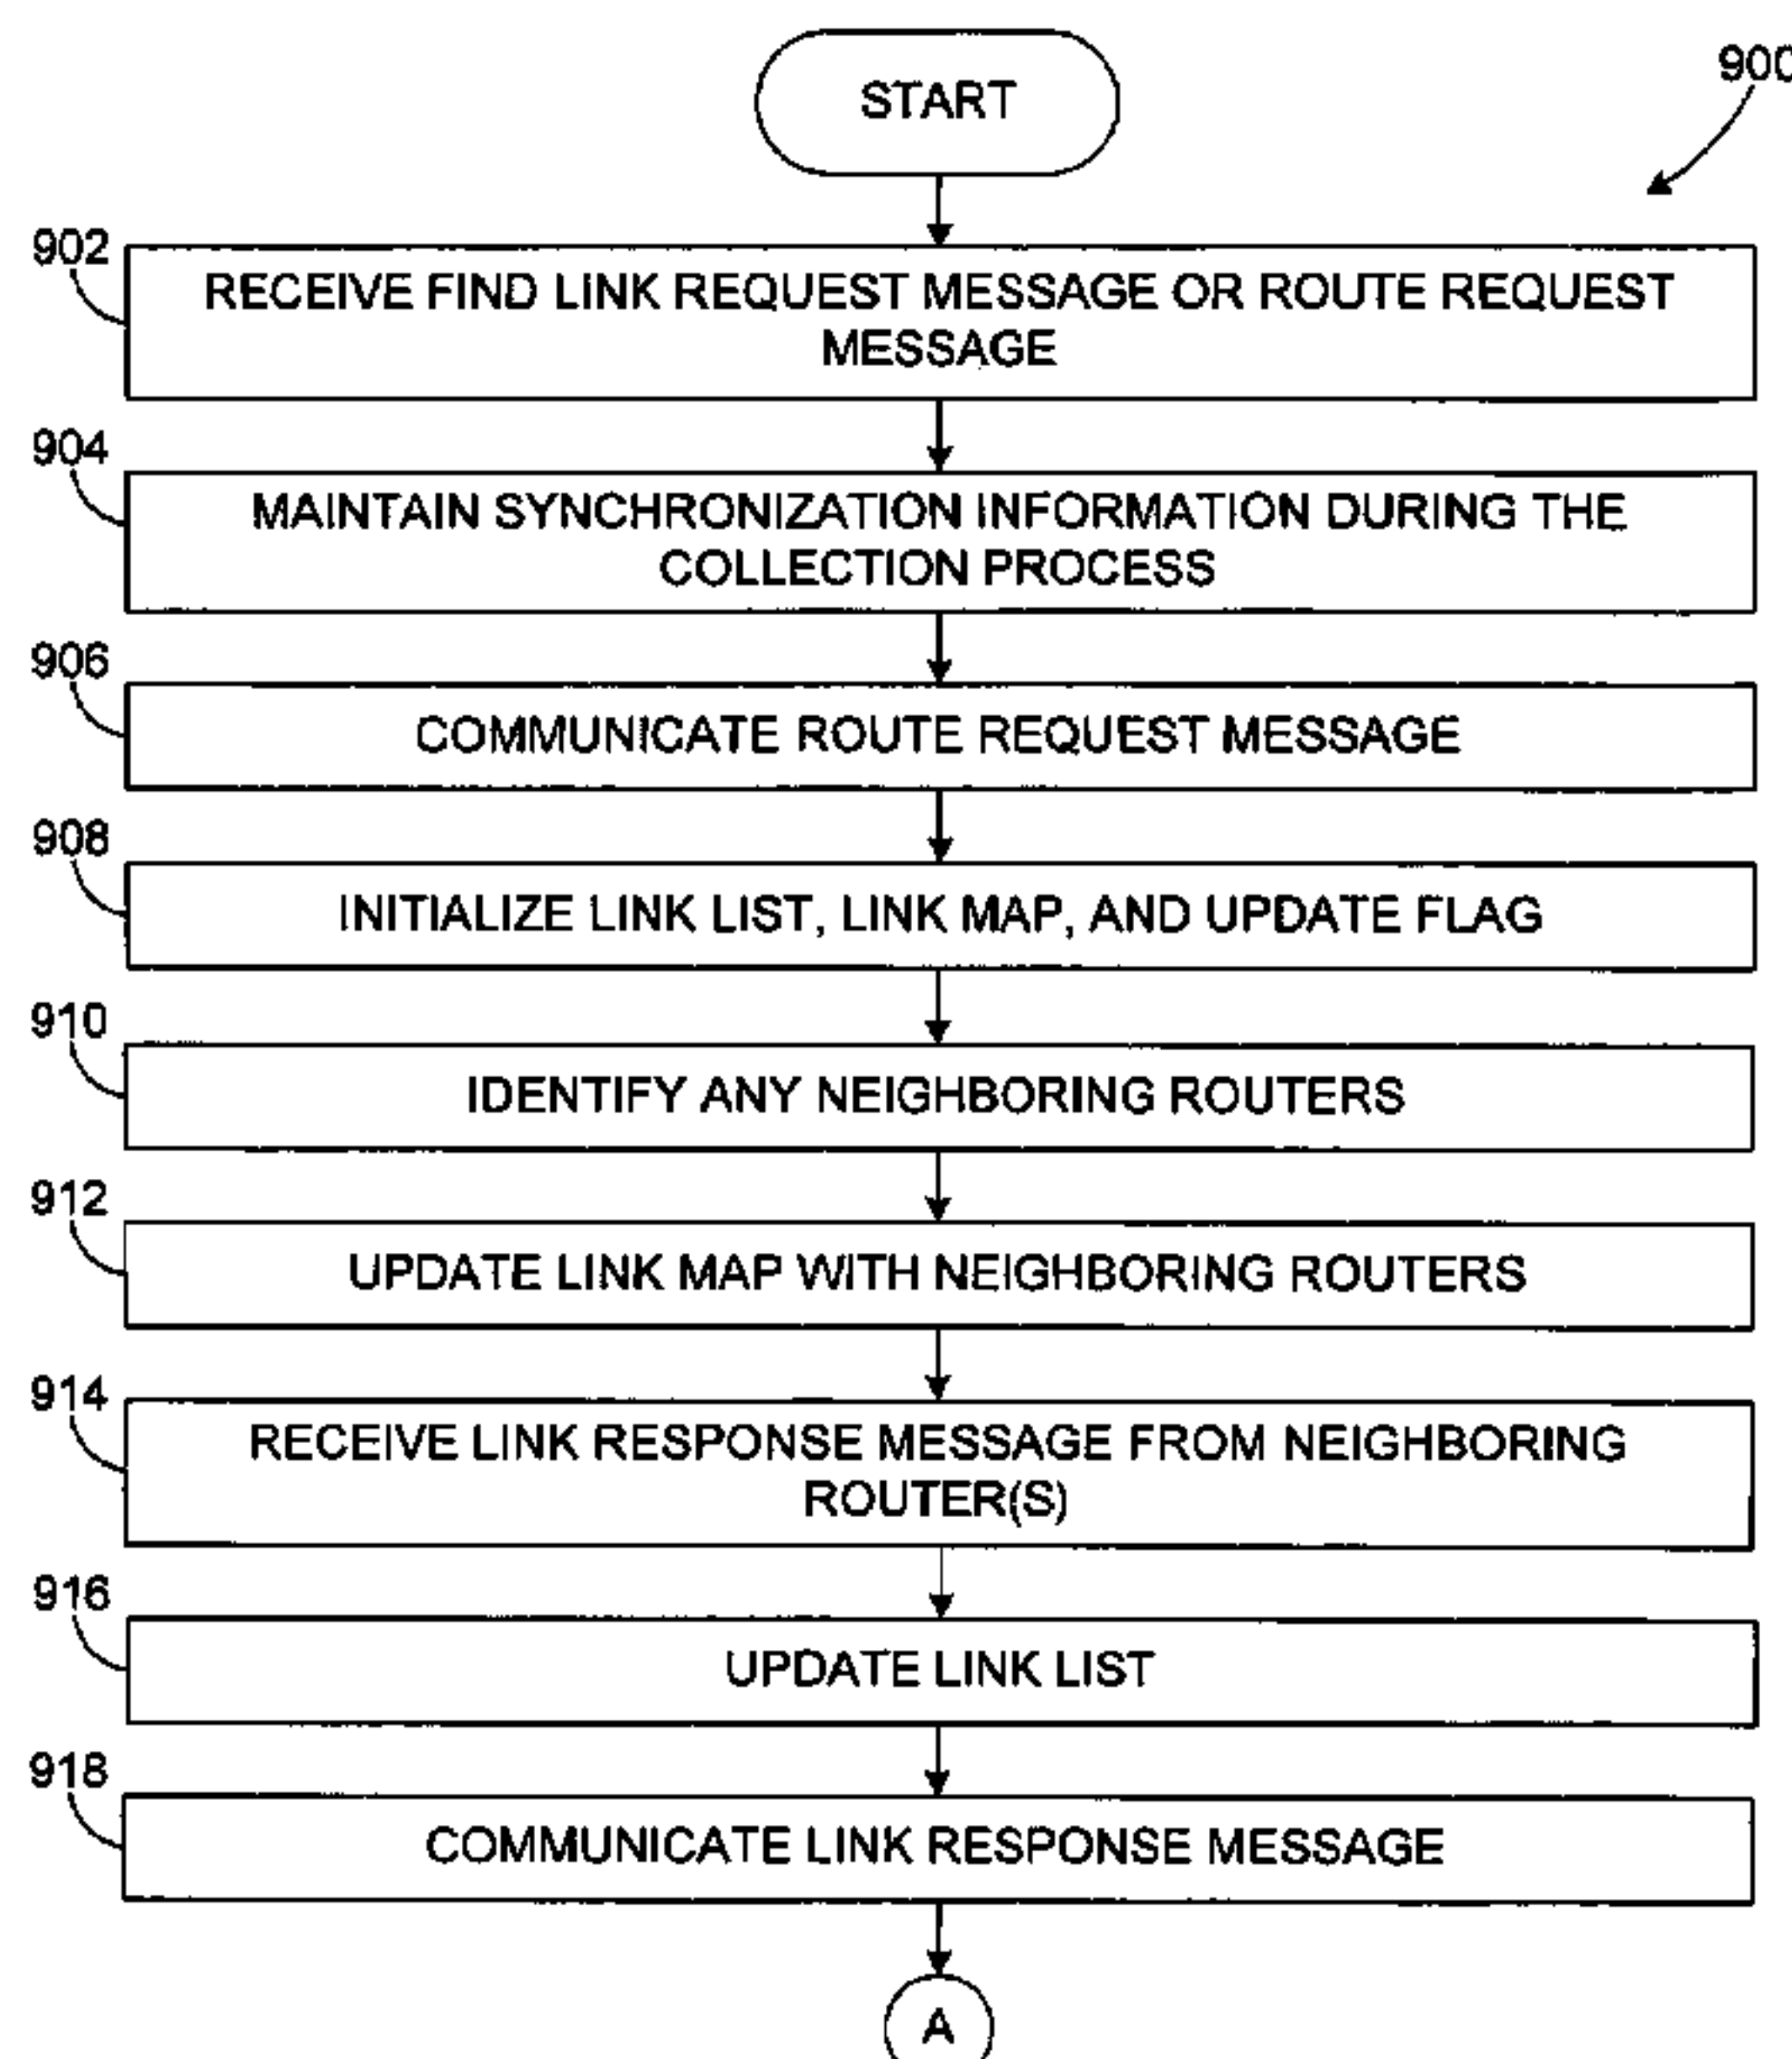 START
900
902
RECEIVE FIND LINK REQUEST MESSAGE OR ROUTE REQUEST
MESSAGE
904
MAINTAIN SYNCHRONIZATION INFORMATION DURING THE
COLLECTION PROCESS
906
COMMUNICATE ROUTE REQUEST MESSAGE
908
INITIALIZE LINK LIST, LINK MAP, AND UPDATE FLAG
910
IDENTIFY ANY NEIGHBORING ROUTERS
912
UPDATE LINK MAP WITH NEIGHBORING ROUTERS
914
RECEIVE LINK RESPONSE MESSAGE FROM NEIGHBORING
ROUTER(S)
916
UPDATE LINK LIST
918
COMMUNICATE LINK RESPONSE MESSAGE
A